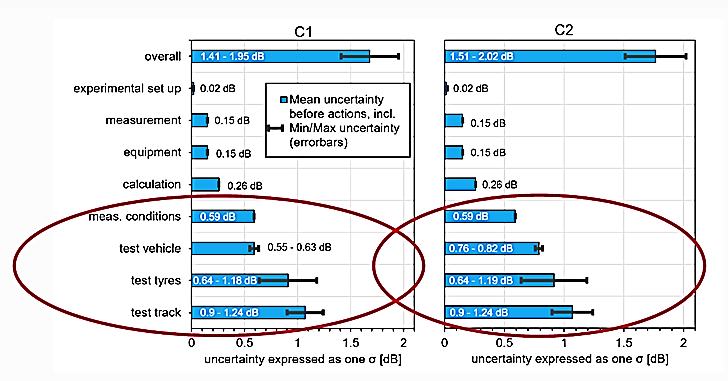 C1
C2
overall
1.41 - 1.95 dB
1.51 - 2.02 dB
experimental set up
0.02 dB
0.02 dB
measurement
0.15 dB
0.15 dB
equipment
0.15 dB
0.15 dB
calculation
0.26 dB
0.26 dB
meas. conditions
0.59 dB
0.59 dB
test vehicle
0.55 - 0.63 dB
0.76 - 0.82 dB
test tyres
0.64 - 1.18 dB
0.64 - 1.19 dB
test track
0.9 - 1.24 dB
0.9 - 1.24 dB
Mean uncertainty
before actions, incl.
Min/Max uncertainty
(errorbars)
0 0.5 1 1.5 2
0 0.5 1 1.5 2
uncertainty expressed as one σ [dB]
uncertainty expressed as one σ [dB]